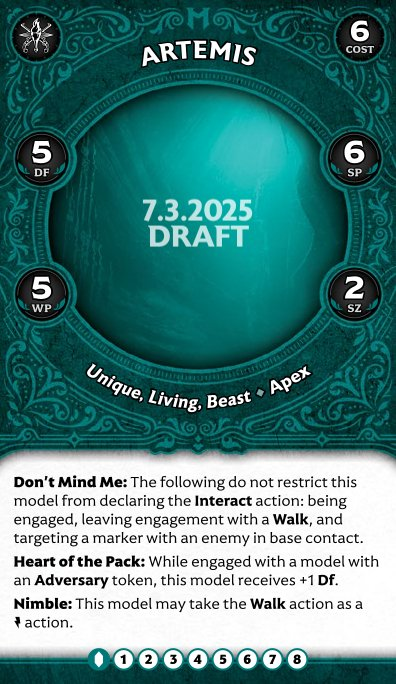 ARTEMIS
6
COST
5
DF
6
SP
7.3.2025
DRAFT
5
WP
2
SZ
Unique, Living, Beast ⬥ Apex
Don't Mind Me: The following do not restrict this
model from declaring the Interact action: being
engaged, leaving engagement with a Walk, and
targeting a marker with an enemy in base contact.
Heart of the Pack: While engaged with a model with
an Adversary token, this model receives +1 Df.
Nimble: This model may take the Walk action as a
action.
1 2 3 4 5 6 7 8